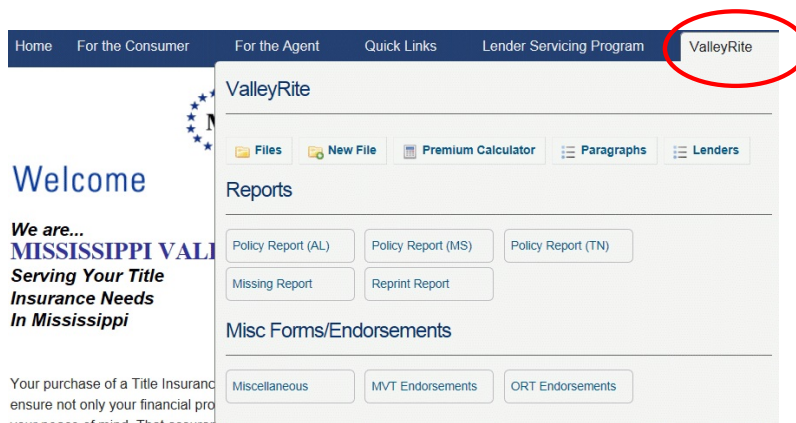 Home For the Consumer For the Agent Quick Links Lender Servicing Program ValleyRite
ValleyRite
Files New File Premium Calculator Paragraphs Lenders
Welcome
Reports
We are...
MISSISSIPPI VALL
Policy Report (AL) Policy Report (MS) Policy Report (TN)
Serving Your Title
Insurance Needs
Missing Report Reprint Report
In Mississippi
Misc Forms/Endorsements
Your purchase of a Title Insuranc
Miscellaneous MVT Endorsements ORT Endorsements
ensure not only your financial pro